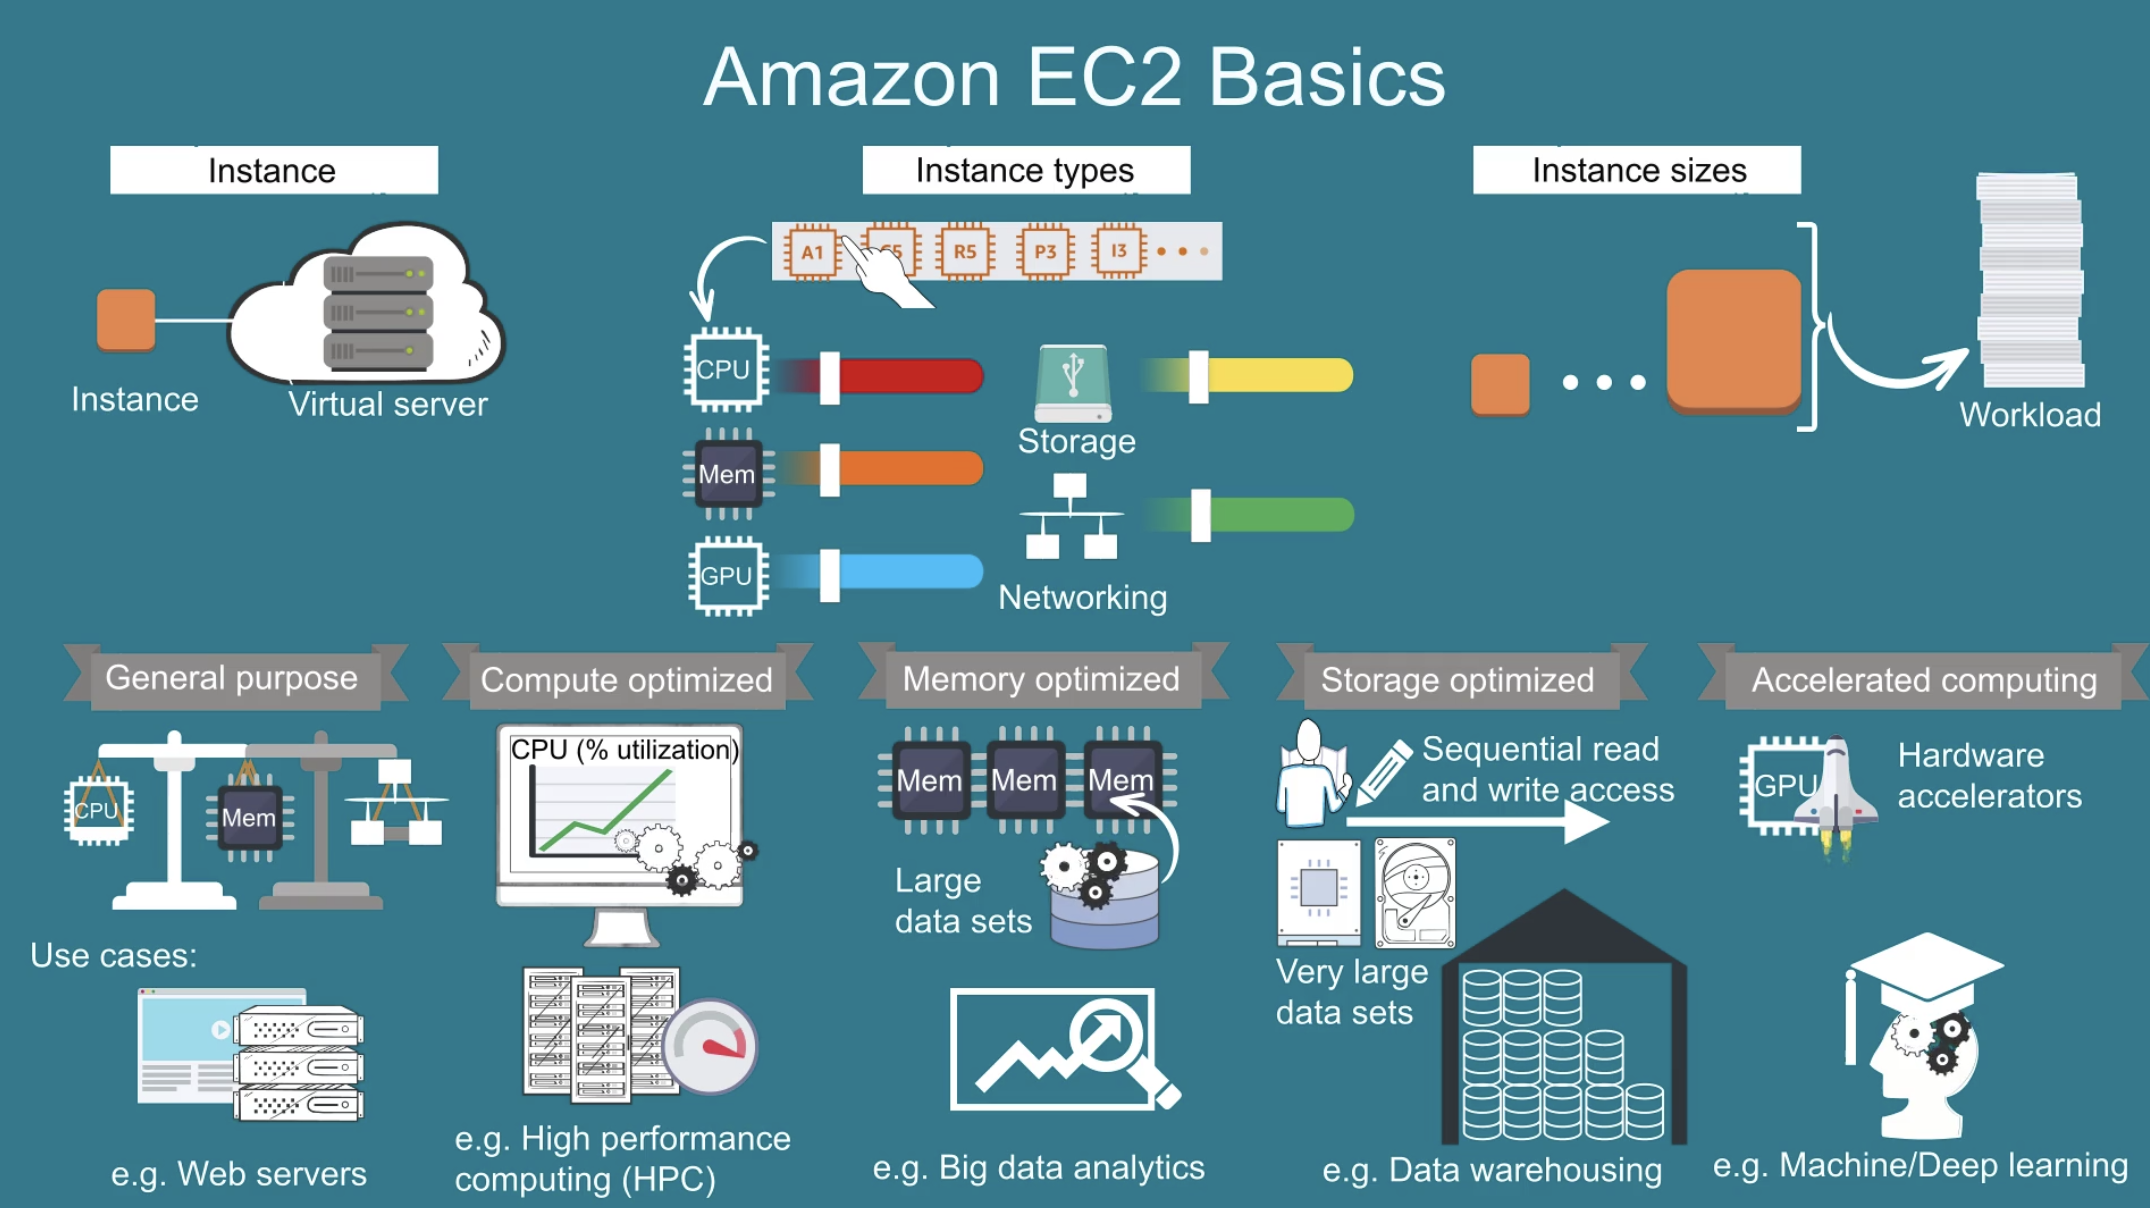 Amazon EC2 Basics
Instance
Instance types
Instance sizes
A1
R5
P3
I3
CPU
Mem
GPU
Storage
Networking
Instance
Virtual server
Workload
General purpose
Compute optimized
Memory optimized
Storage optimized
Accelerated computing
CPU
Mem
CPU (% utilization)
Mem
Mem
Mem
Large
data sets
Sequential read
and write access
Very large
data sets
GPU
Hardware
accelerators
Use cases:
e.g. Web servers
e.g. High performance
computing (HPC)
e.g. Big data analytics
e.g. Data warehousing
e.g. Machine/Deep learning